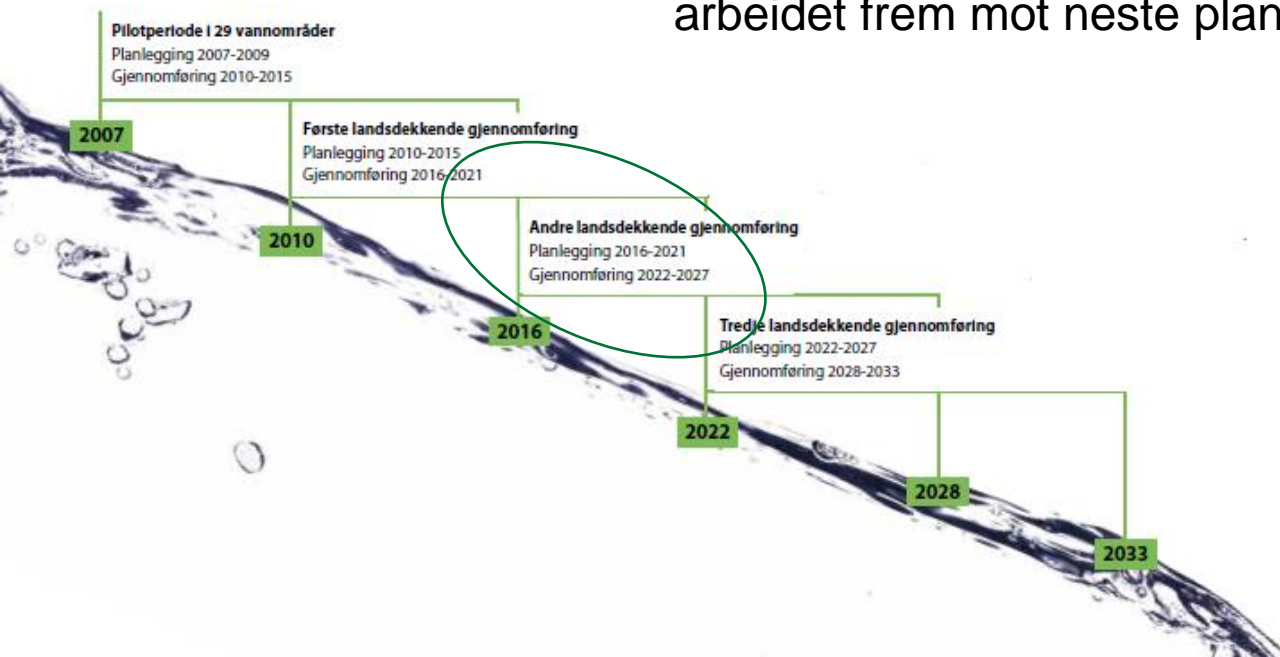 arbeidet frem mot neste plan
Pilotperiode i 29 vannområder
Planlegging 2007-2009
Gjennomføring 2010-2015
2007
Første landsdekkende gjennomføring
Planlegging 2010-2015
Gjennomføring 2016-2021
2010
Andre landsdekkende gjennomføring
Planlegging 2016-2021
Gjennomføring 2022-2027
2016
Tredje landsdekkende gjennomføring
Planlegging 2022-2027
Gjennomføring 2028-2033
2022
2028
2033